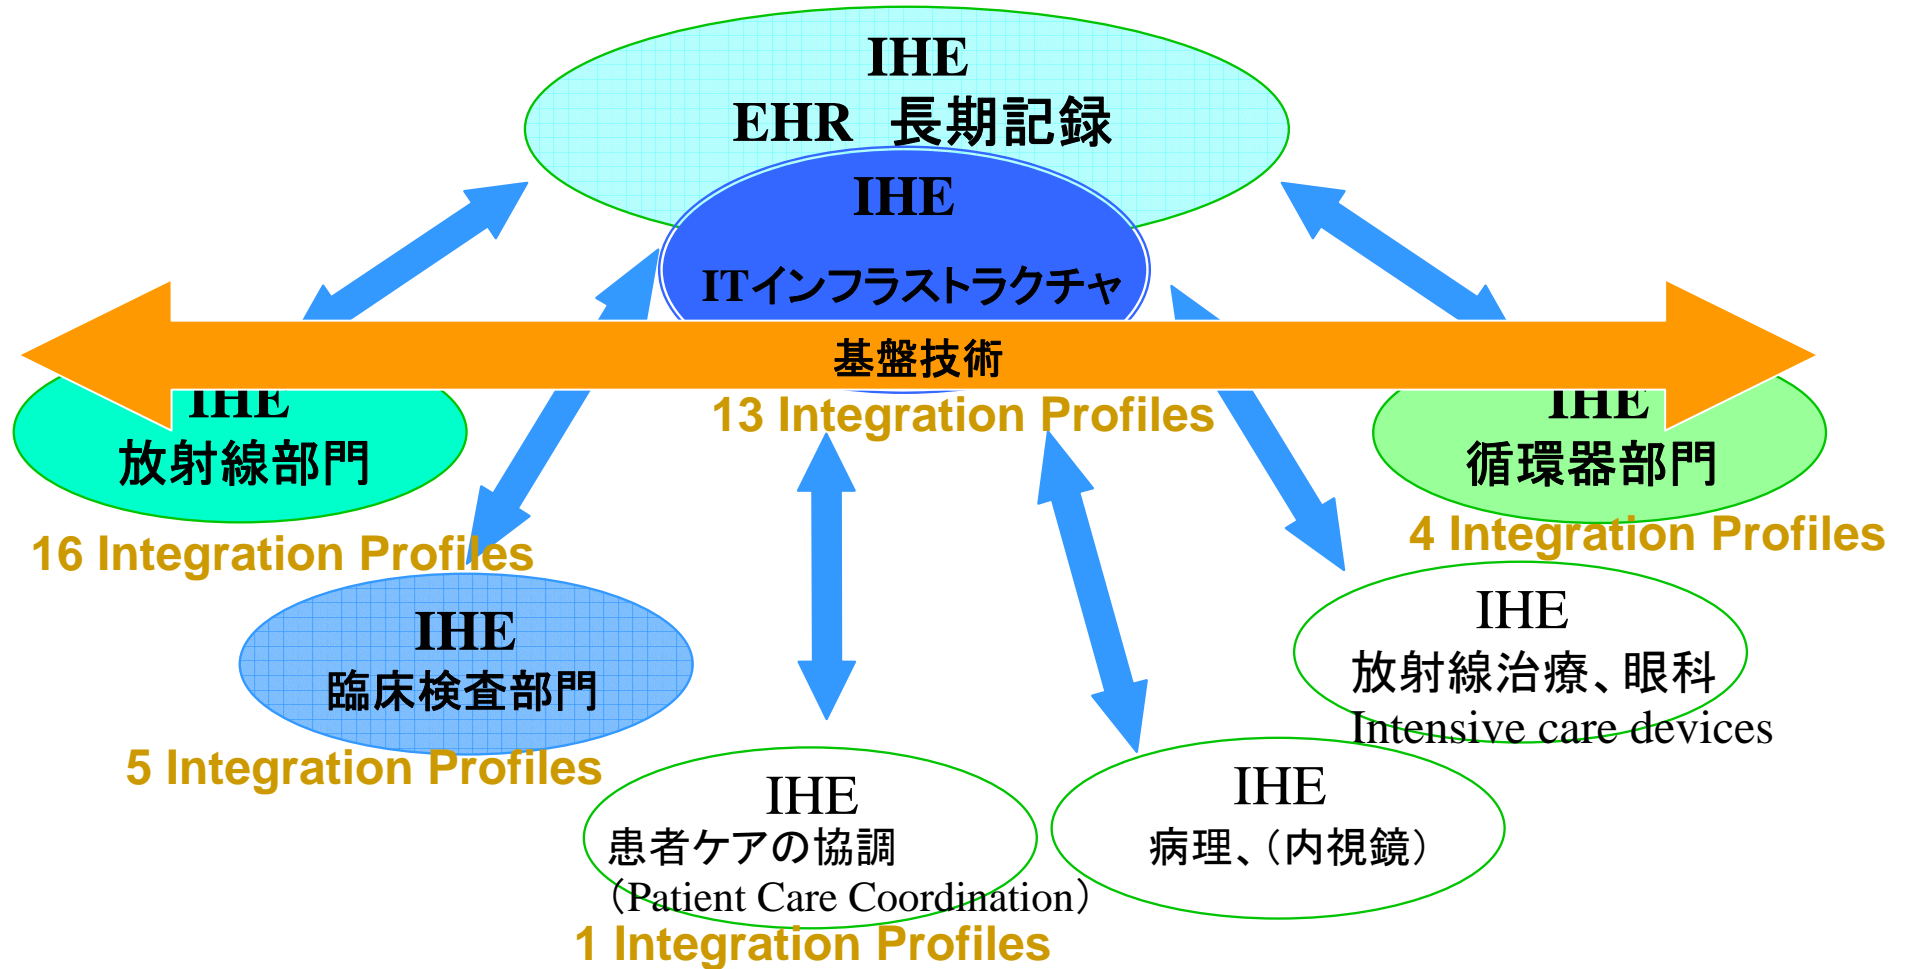 IHE
EHR　長期記録
IHE
ITインフラストラクチャ
基盤技術
13 Integration Profiles
IHE
放射線部門
16 Integration Profiles
IHE
循環器部門
4 Integration Profiles
IHE
臨床検査部門
5 Integration Profiles
IHE
放射線治療、眼科
Intensive care devices
IHE
患者ケアの協調
（Patient Care Coordination）
1 Integration Profiles
IHE
病理、（内視鏡）